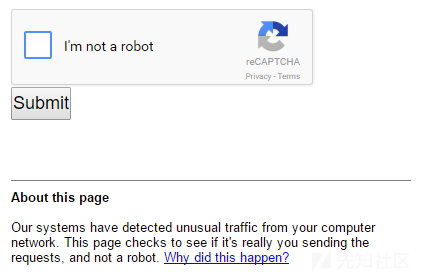 I'm not a robot
reCAPTCHA
Privacy - Terms
Submit
About this page
Our systems have detected unusual traffic from your computer
network. This page checks to see if it's really you sending the
requests, and not a robot. Why did this happen?
先知社区